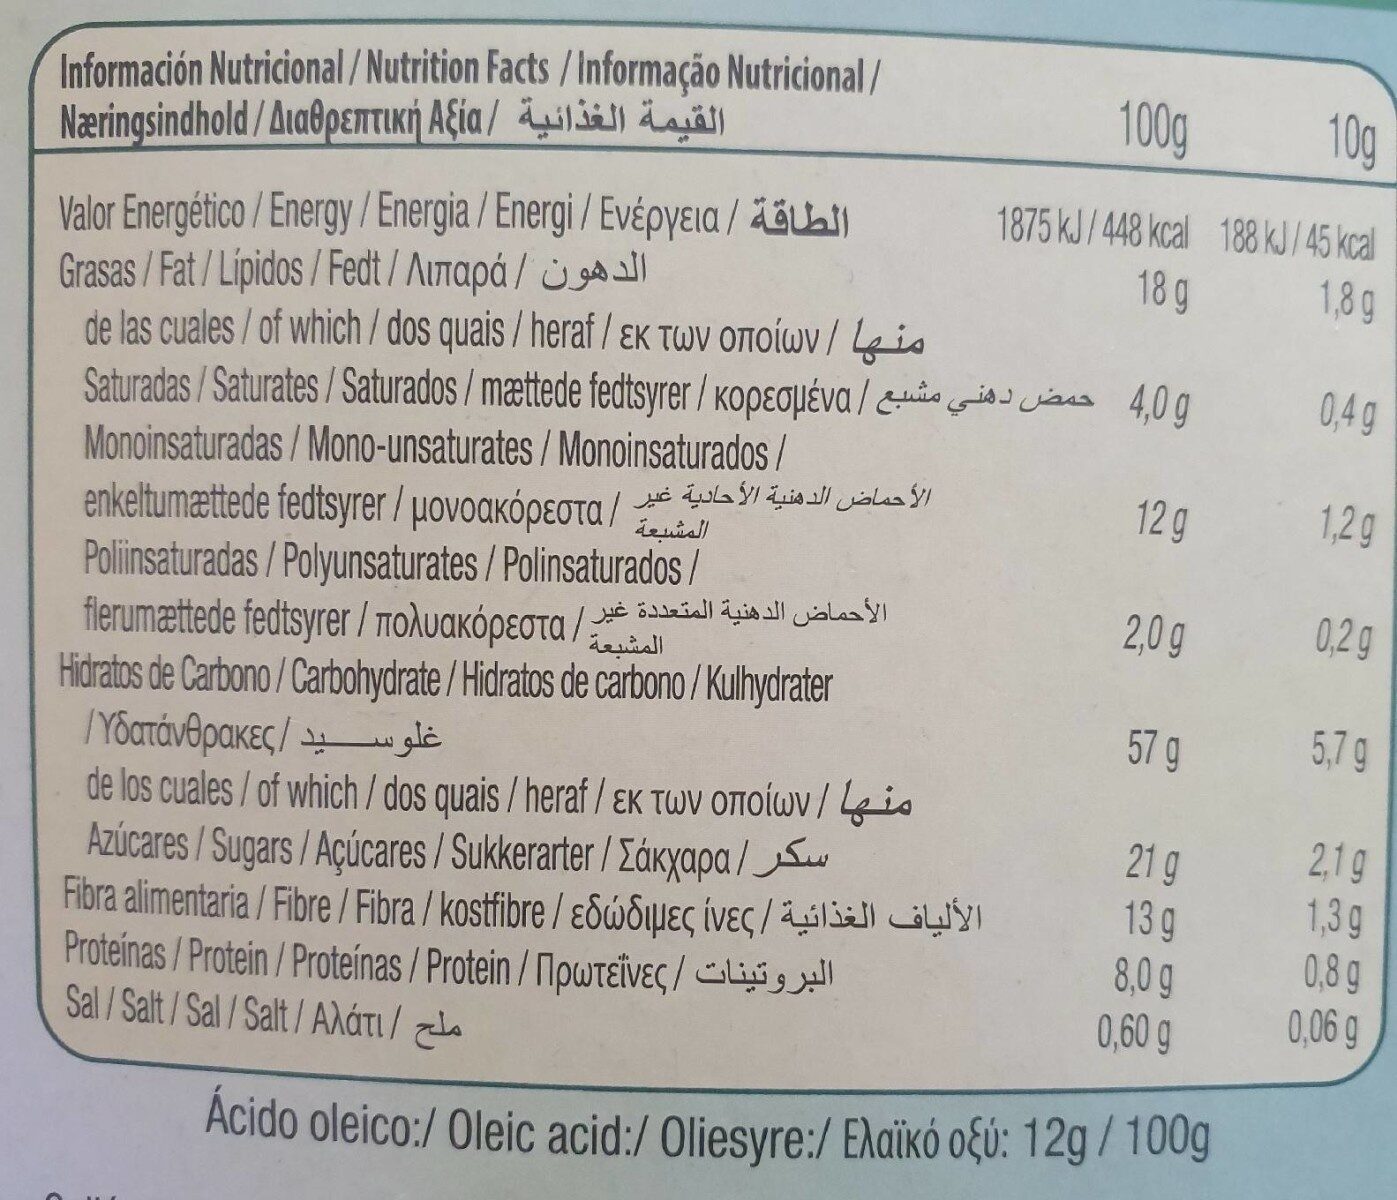 Información Nutricional / Nutrition Facts / Informação Nutricional /
Næringsindhold / Διαθρεπτική Αξία / القيمة الغذائية 100g 10g
Valor Energético / Energy / Energia / Energi / Ενέργεια / الطاقة 1875 kJ / 448 kcal 188 kJ / 45 kcal
Grasas / Fat / Lípidos / Fedt / Λιπαρά / الدهون 18 g 1,8 g
de las cuales / of which / dos quais / heraf / εκ των οποίων / منها
Saturadas / Saturates / Saturados / mættede fedtsyrer / κορεσμένα / حمض دهني مشبع 4,0 g 0,4 g
Monoinsaturadas / Mono-unsaturates / Monoinsaturados /
enkeltumættede fedtsyrer / μονοακόρεστα / الأحماض الدهنية الأحادية غير 12 g 1,2 g
المشبعة
Poliinsaturadas / Polyunsaturates / Polinsaturados /
flerumættede fedtsyrer / πολυακόρεστα / الأحماض الدهنية المتعددة غير 2,0 g 0,2 g
المشبعة
Hidratos de Carbono / Carbohydrate / Hidratos de carbono / Kulhydrater
/ Υδατάνθρακες / غلوســيد 57 g 5,7 g
de los cuales / of which / dos quais / heraf / εκ των οποίων / منها
Azúcares / Sugars / Açúcares / Sukkerarter / Σάκχαρα / سكر 21 g 2,1 g
Fibra alimentaria / Fibre / Fibra / kostfibre / εδώδιμες ίνες / الألياف الغذائية 13 g 1,3 g
Proteínas / Protein / Proteínas / Protein / Πρωτεΐνες / البروتينات 8,0 g 0,8 g
Sal / Salt / Sal / Salt / Αλάτι / ملح 0,60 g 0,06 g
Ácido oleico:/ Oleic acid:/ Oliesyre:/ Ελαϊκό οξύ: 12g / 100g